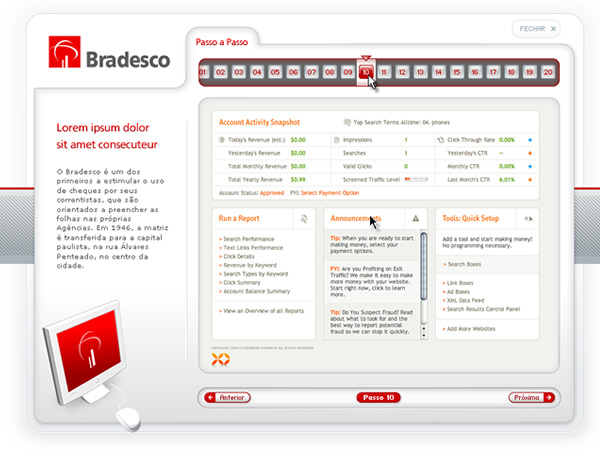 FECHAR ×
Bradesco
Passo a Passo
01 02 03 04 05 06 07 08 09 10 11 12 13 14 15 16 17 18 19 20
Lorem ipsum dolor
sit amet consecuteur
O Bradesco é um dos
primeiros a estimular o uso
de cheques por seus
correntistas, que são
orientados a preencher as
folhas nas próprias
Agências. Em 1946, a matriz
é transferida para a capital
paulista, na rua Álvares
Penteado, no centro da
cidade.
Account Activity Snapshot
Top Search Terms Alltime: 04. phones
Today's Revenue (est.) $0.00 Impressions 1 Click Through Rate 0.00%
Yesterday's Revenue $0.00 Searches 1 Yesterday's CTR —
Total Monthly Revenue $0.00 Valid Clicks 0 Monthly CTR 0.00%
Total Yearly Revenue $0.99 Screened Traffic Level Last Month's CTR 6.01%
Account Status: Approved FYI: Select Payment Option
Run a Report
» Search Performance
» Text Links Performance
» Click Details
» Revenue by Keyword
» Search Types by Keyword
» Click Summary
» Account Balance Summary
» View an Overview of all Reports
Announcements
Tip: When you are ready to start
making money, select your
payment options.
FYI: Are you Profiting on Exit
Traffic? We make it easy to make
more money with your website.
Start right now, click to learn
more.
Tip: Do You Suspect Fraud? Read
about what to look for and the
best way to report potential
fraud so we can stop it quickly.
Tools: Quick Setup
Add a tool and start making money!
No programming necessary.
» Search Boxes
» Link Boxes
» Ad Boxes
» XML Data Feed
» Search Results Control Panel
» Add More Websites
Anterior
Passo 10
Próxima